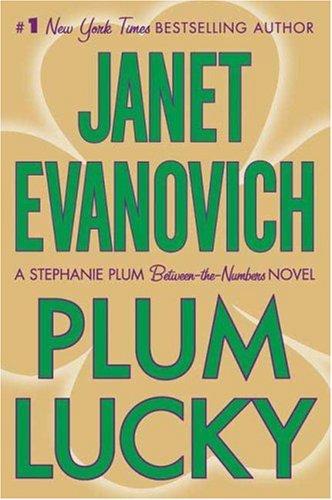 #1 New York Times BESTSELLING AUTHOR
JANET
EVANOVICH
A STEPHANIE PLUM Between-the-Numbers NOVEL
PLUM
LUCKY